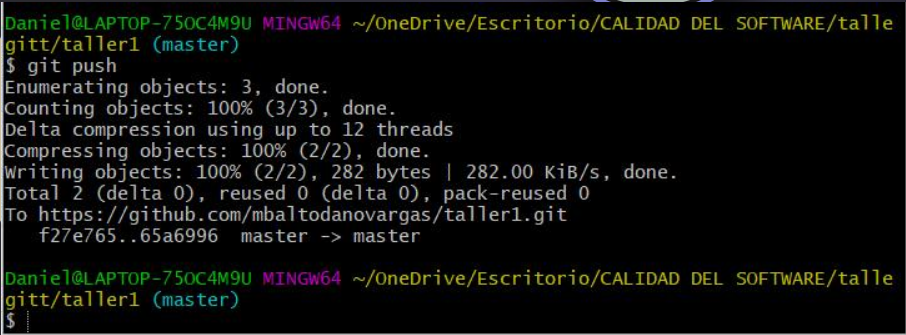 Daniel@LAPTOP-75OC4M9U MINGW64 ~/OneDrive/Escritorio/CALIDAD DEL SOFTWARE/talle
gitt/taller1 (master)
$ git push
Enumerating objects: 3, done.
Counting objects: 100% (3/3), done.
Delta compression using up to 12 threads
Compressing objects: 100% (2/2), done.
Writing objects: 100% (2/2), 282 bytes | 282.00 KiB/s, done.
Total 2 (delta 0), reused 0 (delta 0), pack-reused 0
To https://github.com/mbaltodanovargas/taller1.git
   f27e765..65a6996  master -> master
Daniel@LAPTOP-75OC4M9U MINGW64 ~/OneDrive/Escritorio/CALIDAD DEL SOFTWARE/talle
gitt/taller1 (master)
$